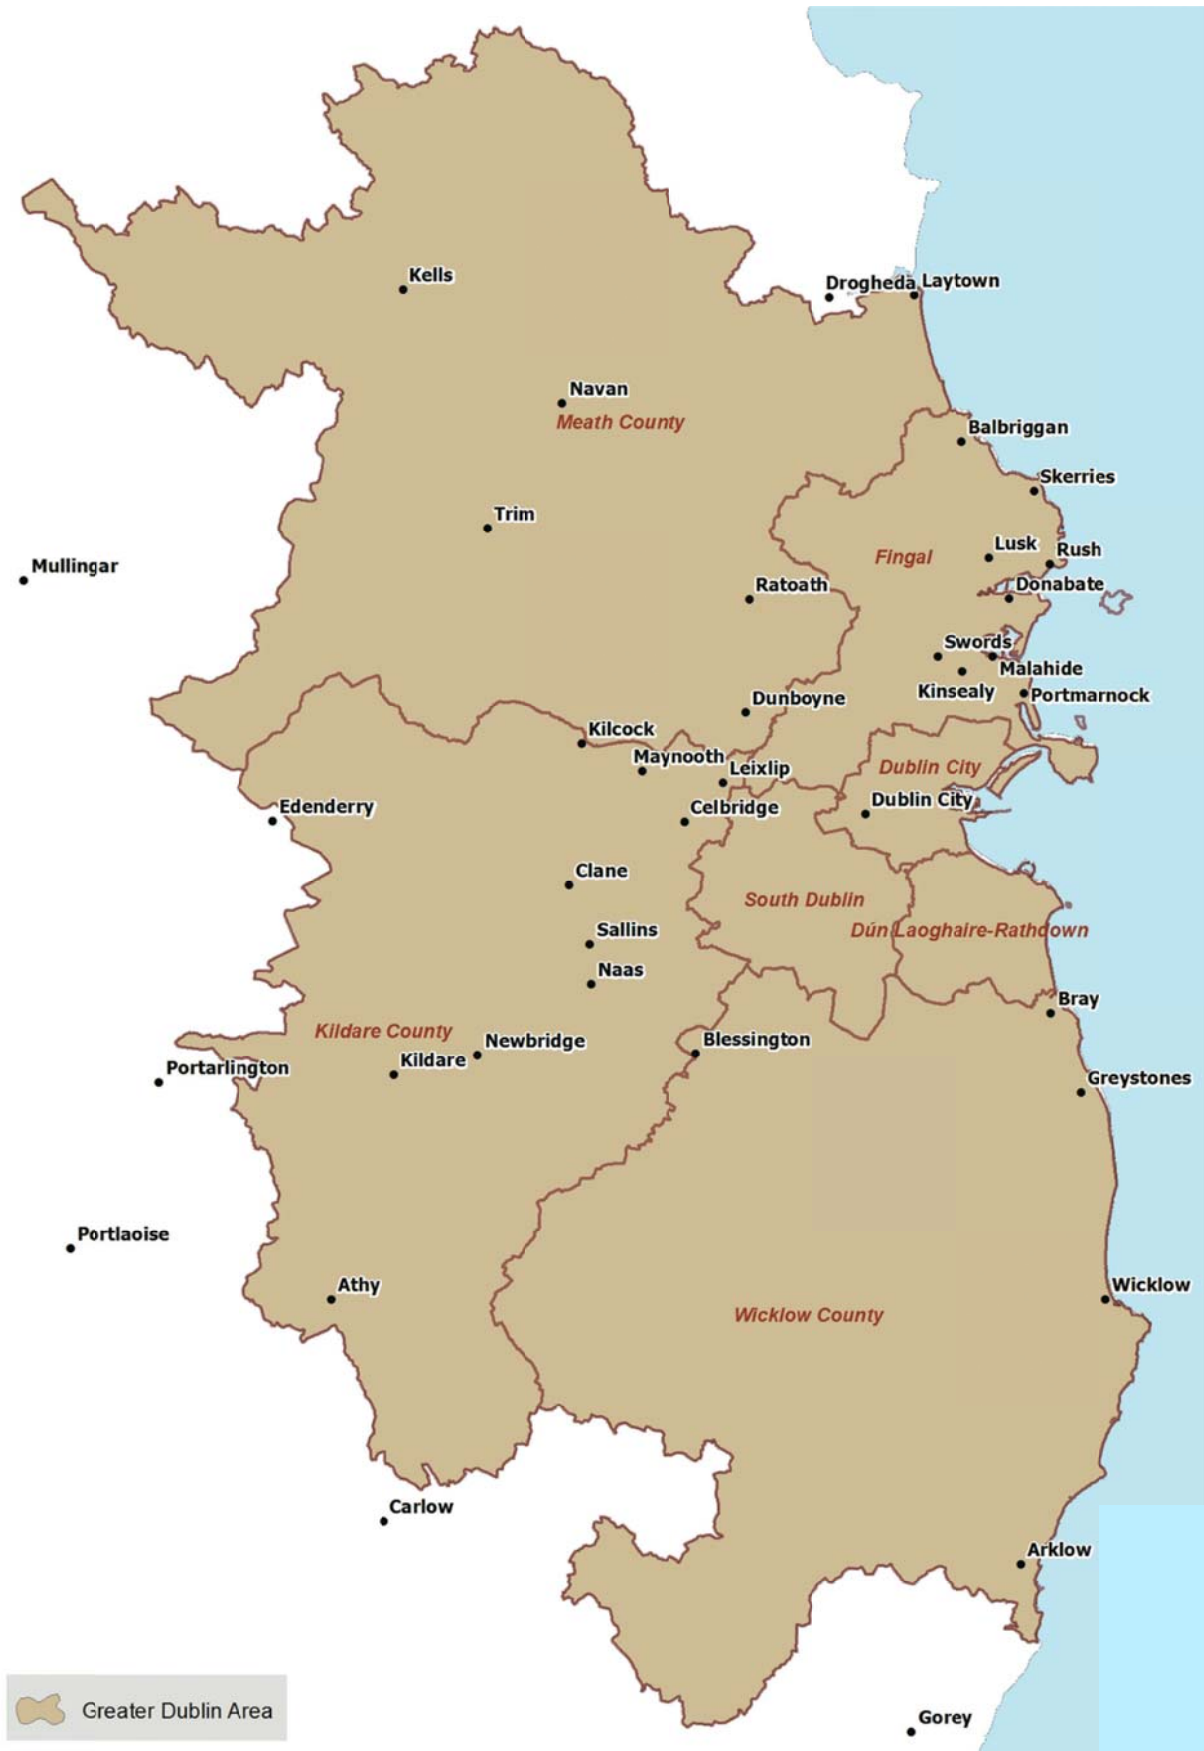 Kells
Drogheda
Laytown
Navan
Meath County
Balbriggan
Skerries
Trim
Lusk
Rush
Fingal
Mullingar
Ratoath
Donabate
Swords
Malahide
Kinsealy
Portmarnock
Dunboyne
Kilcock
Maynooth
Leixlip
Dublin City
Edenderry
Celbridge
Dublin City
Clane
South Dublin
Sallins
Dún Laoghaire-Rathdown
Naas
Bray
Kildare County
Newbridge
Blessington
Kildare
Portarlington
Greystones
Portlaoise
Athy
Wicklow
Wicklow County
Carlow
Arklow
Greater Dublin Area
Gorey